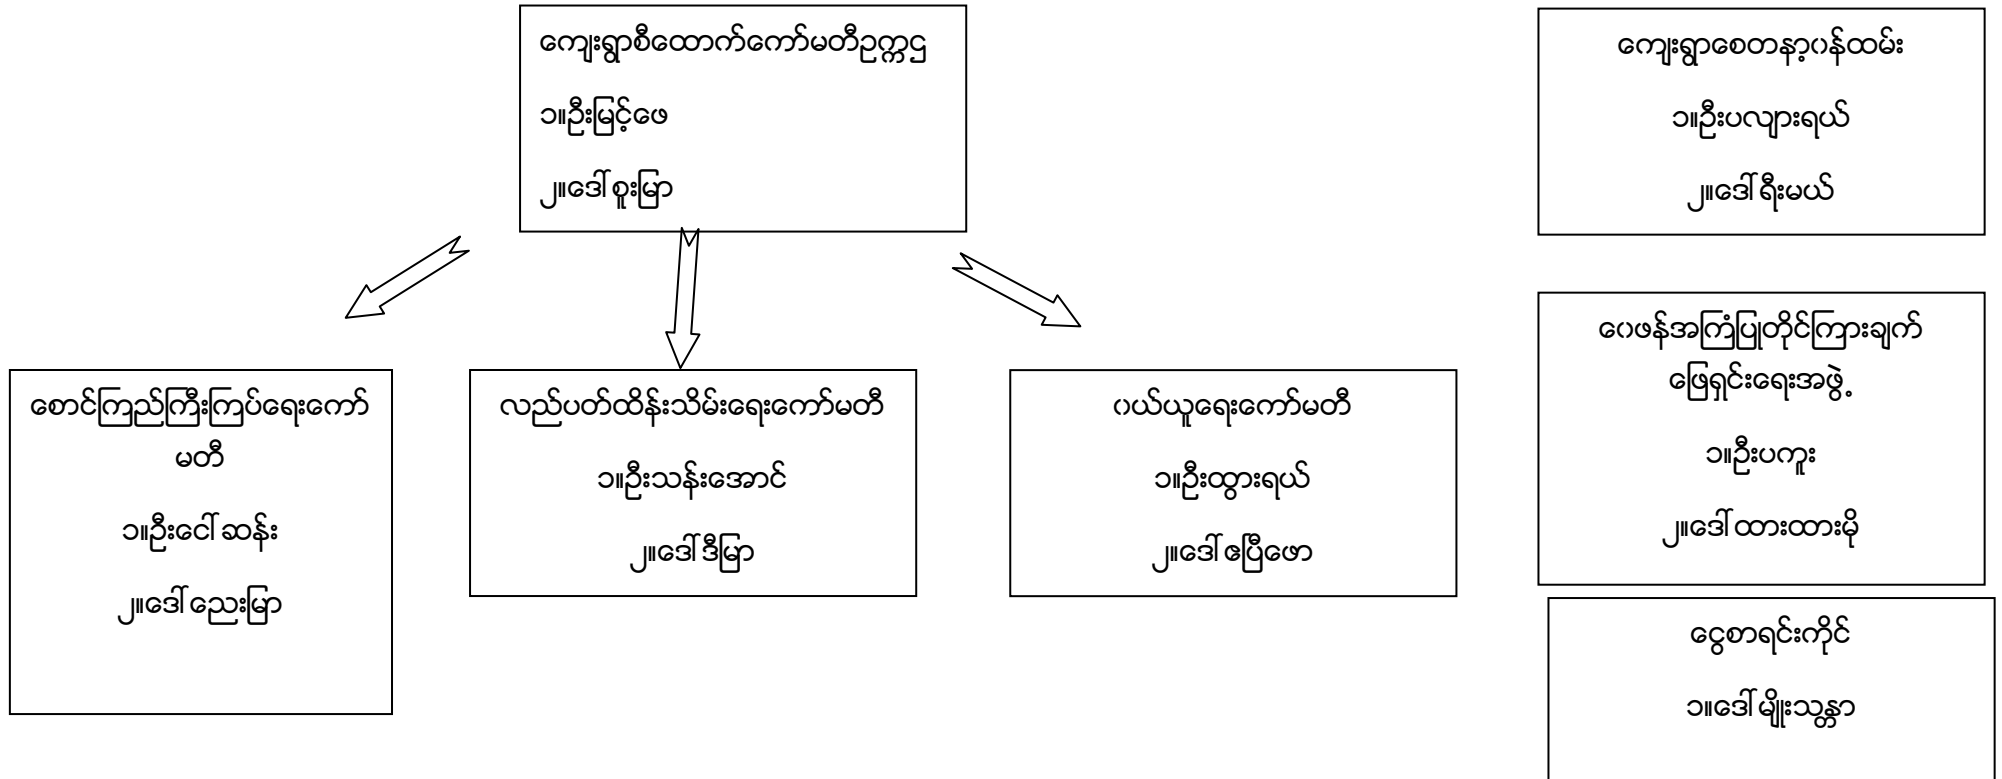 ကျေးရွာစီထောက်ကော်မတီဥက္ကဌ
၁။ဦးမြင့်ဖေ
၂။ဒေါ်စူးမြာ
ကျေးရွာစေတနာ့ဝန်ထမ်း
၁။ဦးပလျားရယ်
၂။ဒေါ်ရီးမယ်
စောင်ကြည်ကြီးကြပ်ရေးကော်
မတီ
၁။ဦးငေါ်ဆန်း
၂။ဒေါ်ညေးမြာ
လည်ပတ်ထိန်းသိမ်းရေးကော်မတီ
၁။ဦးသန်းအောင်
၂။ဒေါ်ဒီမြာ
ဝယ်ယူရေးကော်မတီ
၁။ဦးထွားရယ်
၂။ဒေါ်ဧပြီဖော
ဝေဖန်အကြံပြုတိုင်ကြားချက်
ဖြေရှင်းရေးအဖွဲ့
၁။ဦးပကူး
၂။ဒေါ်ထားထားမို
ငွေစာရင်းကိုင်
၁။ဒေါ်မျိုးသန္တာ